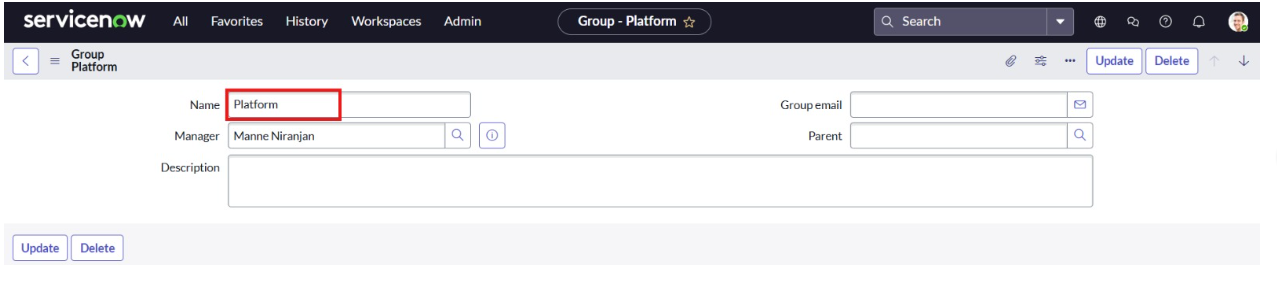 servicenow All Favorites History Workspaces Admin Group - Platform Search
Group
Platform
Update Delete
Name Platform Group email
Manager Manne Niranjan Parent
Description
Update Delete